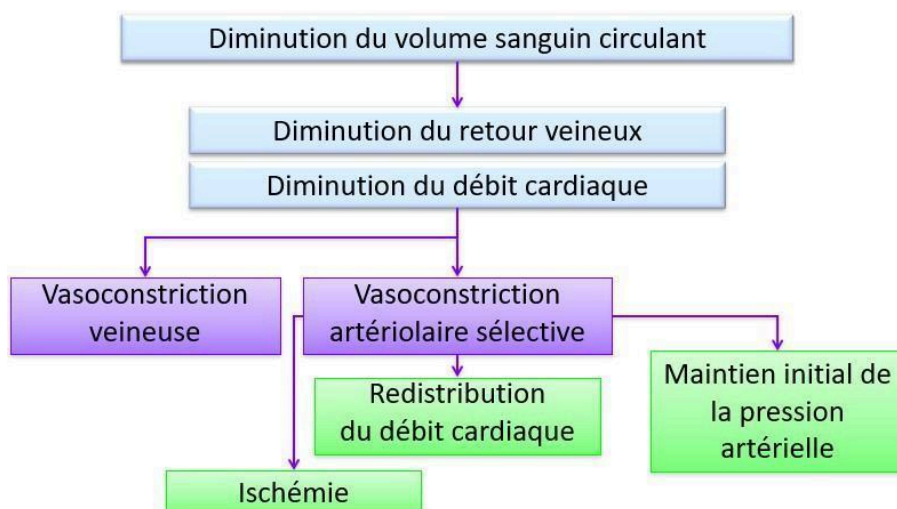 Diminution du volume sanguin circulant
Diminution du retour veineux
Diminution du débit cardiaque
Vasoconstriction
veineuse
Vasoconstriction
artériolaire sélective
Redistribution
du débit cardiaque
Maintien initial de
la pression
artérielle
Ischémie